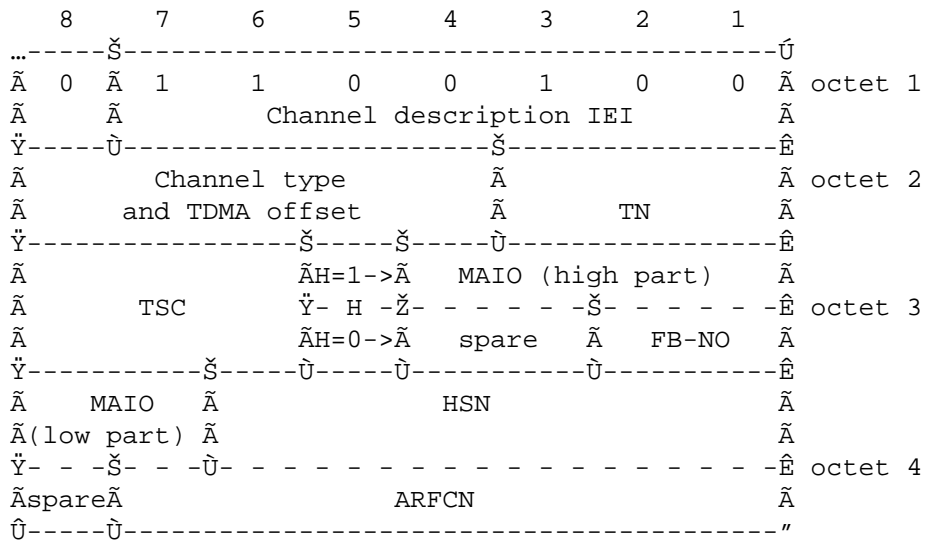 8 7 6 5 4 3 2 1
…-----Š-----------------------------------------Ú
Ã 0 Ã 1 1 0 0 1 0 0 Ã octet 1
Ã Ã Channel description IEI Ã
Ÿ-----Ù-----------------------Š-----------------Ê
Ã Channel type Ã Ã octet 2
Ã and TDMA offset Ã TN Ã
Ÿ-----------------Š-----Š-----Ù-----------------Ê
Ã ÃH=1->Ã MAIO (high part) Ã
Ã TSC Ÿ- H -Ž- - - - - -Š- - - - - -Ê octet 3
Ã ÃH=0->Ã spare Ã FB-NO Ã
Ÿ-----------Š-----Ù-----Ù-----------Ù-----------Ê
Ã MAIO Ã HSN Ã
Ã(low part) Ã Ã
Ÿ- - -Š- - -Ù- - - - - - - - - - - - - - - - - -Ê octet 4
ÃspareÃ ARFCN Ã
Û-----Ù-----------------------------------------"